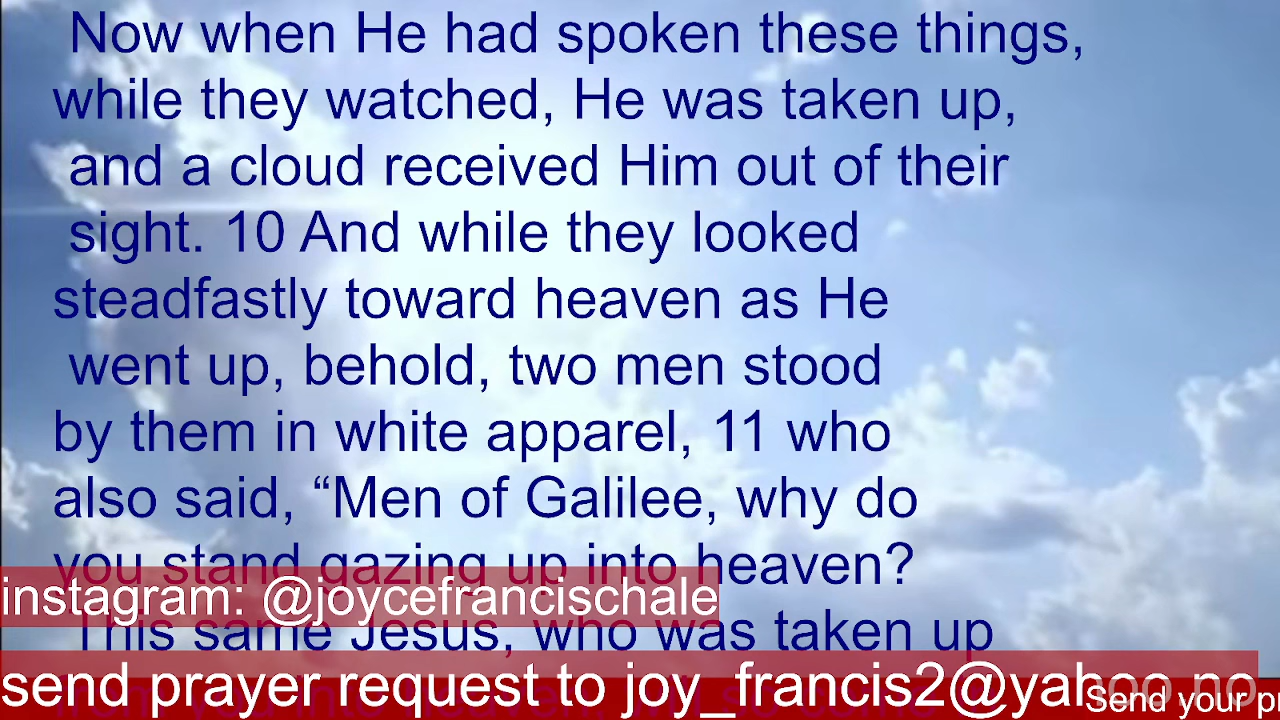 Now when He had spoken these things,
while they watched, He was taken up,
and a cloud received Him out of their
sight. 10 And while they looked
steadfastly toward heaven as He
went up, behold, two men stood
by them in white apparel, 11 who
also said, “Men of Galilee, why do
you stand gazing up into heaven?
instagram: @joycefrancischale
This same Jesus, who was taken up
send prayer request to joy_francis2@yahoo.no
Send your pr